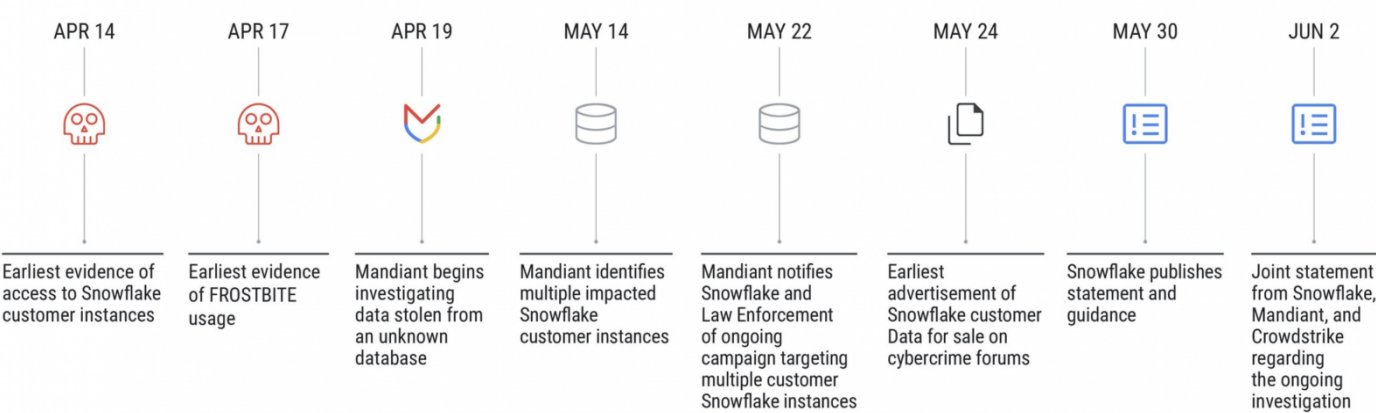 APR 14
APR 17
APR 19
MAY 14
MAY 22
MAY 24
MAY 30
JUN 2
Earliest evidence of
access to Snowflake
customer instances
Earliest evidence
of FROSTBITE
usage
Mandiant begins
investigating
data stolen from
an unknown
database
Mandiant identifies
multiple impacted
Snowflake
customer instances
Mandiant notifies
Snowflake and
Law Enforcement
of ongoing
campaign targeting
multiple customer
Snowflake instances
Earliest
advertisement of
Snowflake customer
Data for sale on
cybercrime forums
Snowflake publishes
statement and
guidance
Joint statement
from Snowflake,
Mandiant, and
Crowdstrike
regarding
the ongoing
investigation